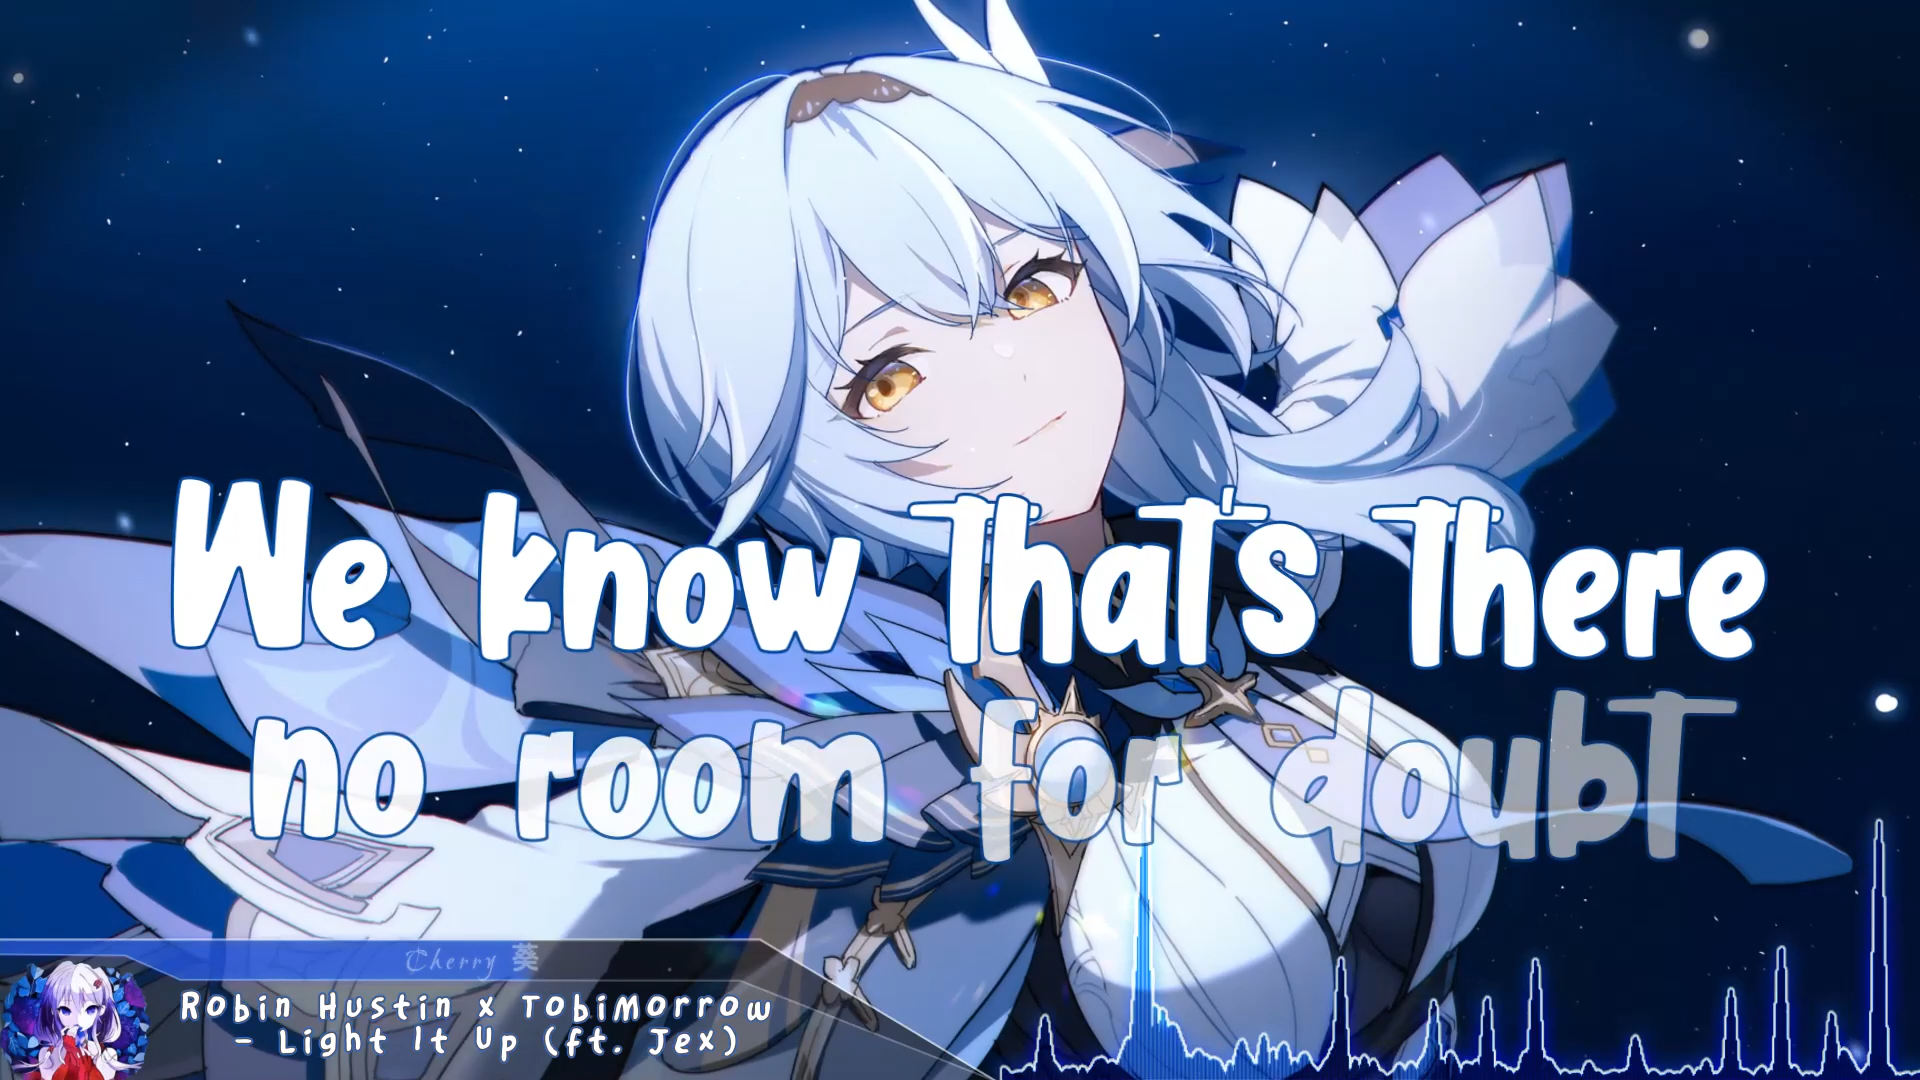 We know that's there
no room for doubt
Cherry 葵
Robin Hustin x TobiMorrow
- Light It Up (ft. Jex)